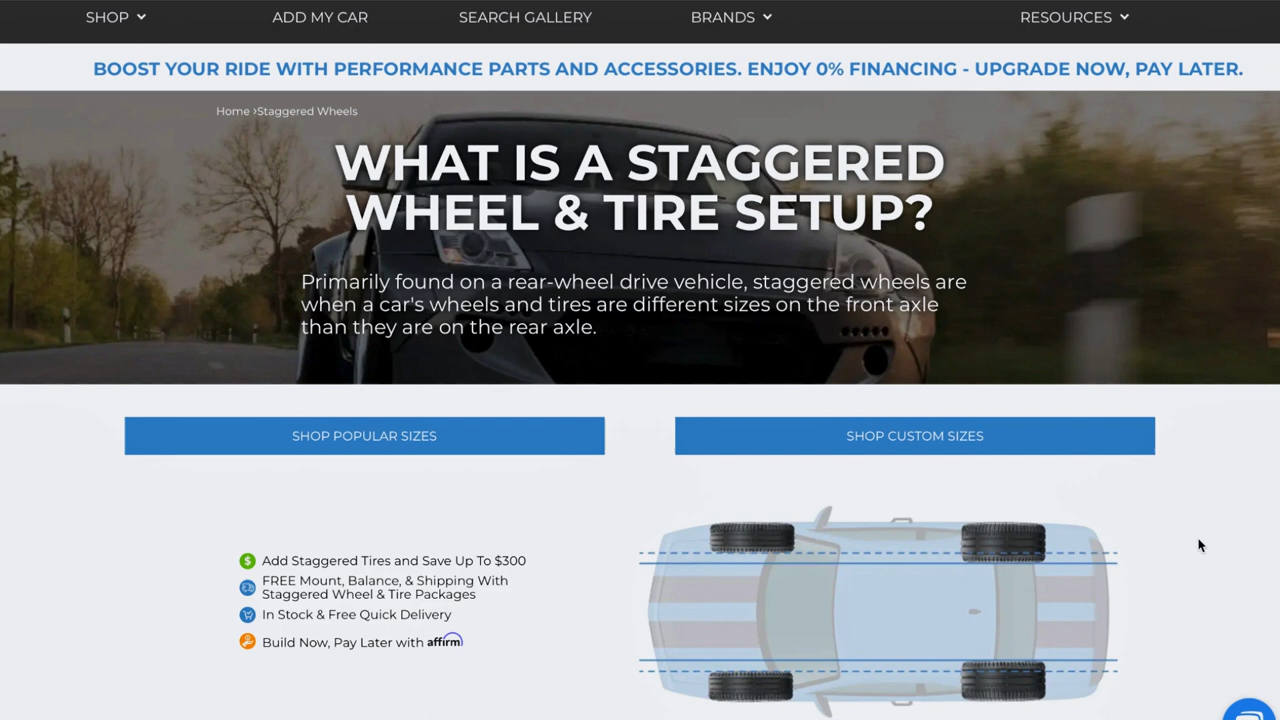 SHOP
ADD MY CAR
SEARCH GALLERY
BRANDS
RESOURCES
BOOST YOUR RIDE WITH PERFORMANCE PARTS AND ACCESSORIES. ENJOY 0% FINANCING - UPGRADE NOW, PAY LATER.
Home ›Staggered Wheels
WHAT IS A STAGGERED
WHEEL & TIRE SETUP?
Primarily found on a rear-wheel drive vehicle, staggered wheels are
when a car's wheels and tires are different sizes on the front axle
than they are on the rear axle.
SHOP POPULAR SIZES
SHOP CUSTOM SIZES
Add Staggered Tires and Save Up To $300
FREE Mount, Balance, & Shipping With
Staggered Wheel & Tire Packages
In Stock & Free Quick Delivery
Build Now, Pay Later with affirm